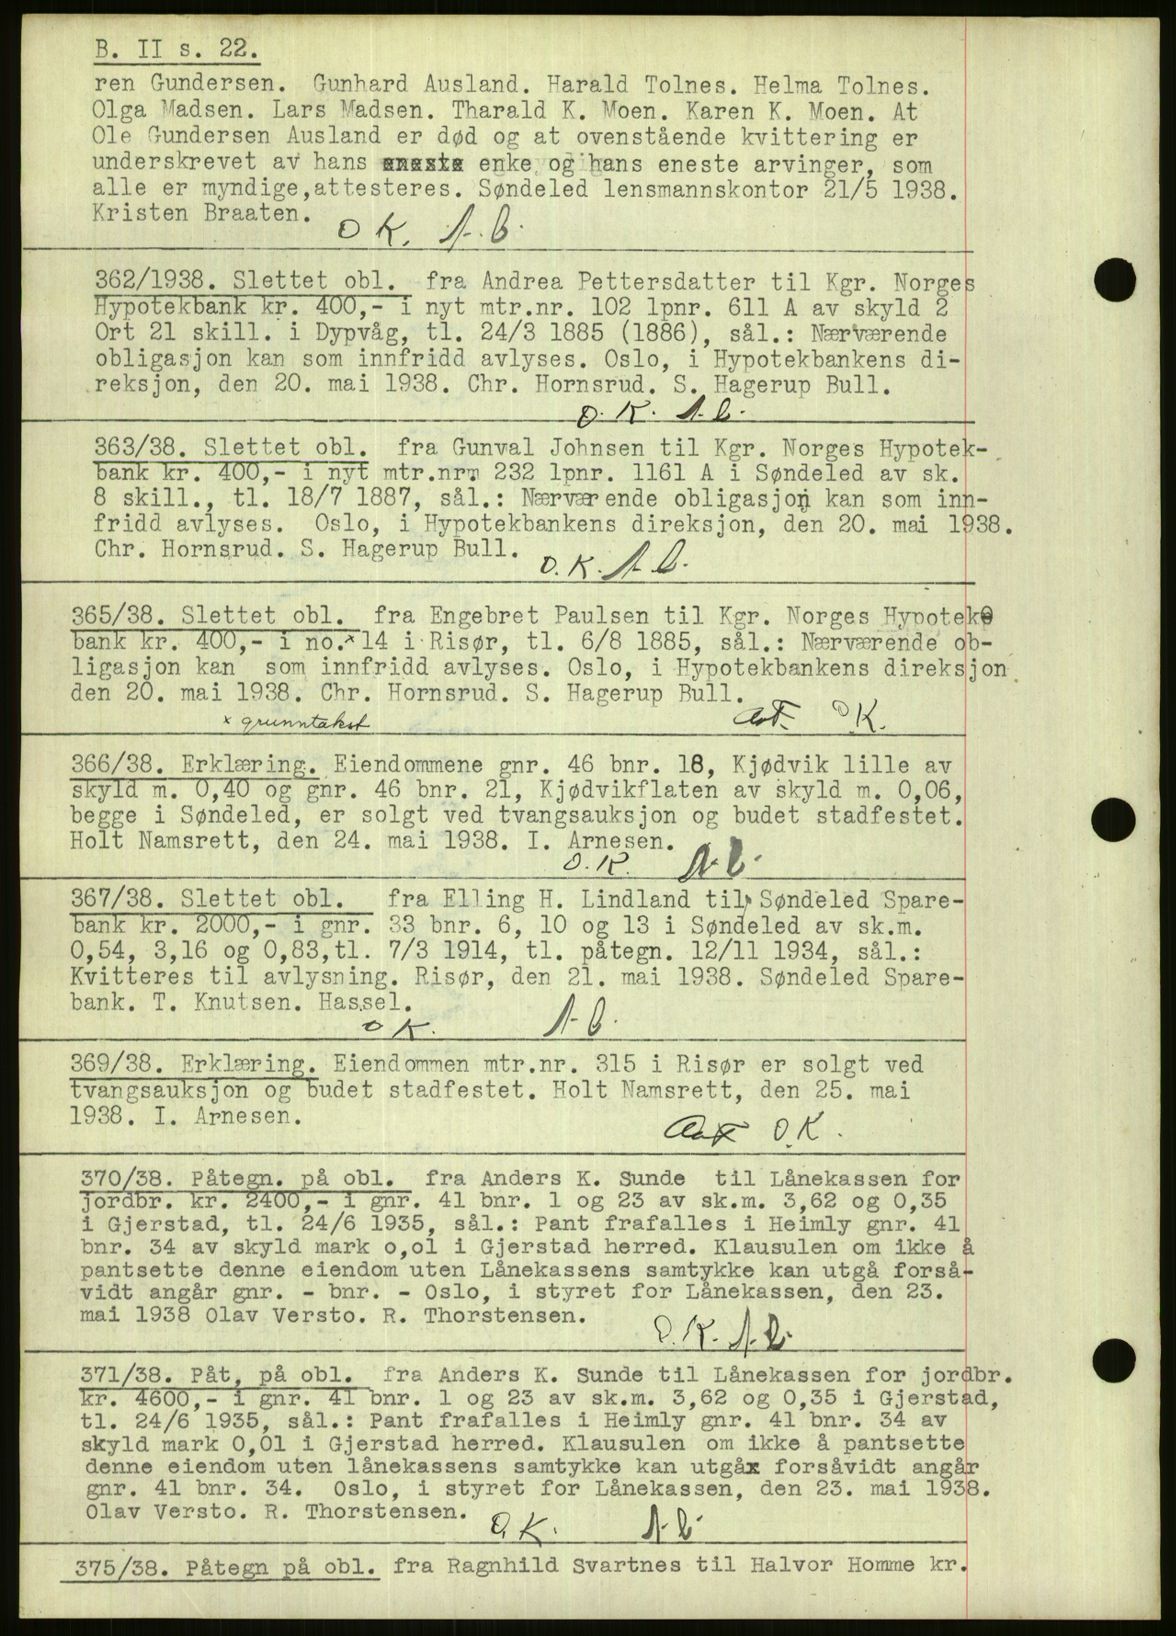 B. II s. 22.
ren Gundersen. Gunhard Ausland. Harald Tolnes. Helma Tolnes.
Olga Madsen. Lars Madsen. Tharald K. Moen. Karen K. Moen. At
Ole Gundersen Ausland er død og at ovenstående kvittering er
underskrevet av hans eneste enke og hans eneste arvinger, som
alle er myndige, attesteres. Søndeled lensmannskontor 21/5 1938.
Kristen Braaten.
O K. A.B.
362/1938. Slettet obl. fra Andrea Pettersdatter til Kgr. Norges
Hypotekbank kr. 400,- i nyt mtr.nr. 102 lpnr. 611 A av skyld 2
Ort 21 skill. i Dypvåg, tl. 24/3 1885 (1886), sål.: Nærværende
obligasjon kan som innfridd avlyses. Oslo, i Hypotekbankens di-
reksjon, den 20. mai 1938. Chr. Hornsrud. S. Hagerup Bull.
O. K. A.B.
363/38. Slettet obl. fra Gunval Johnsen til Kgr. Norges Hypotek-
bank kr. 400,- i nyt mtr.nr. 232 lpnr. 1161 A i Søndeled av sk.
8 skill., tl. 18/7 1887, sål.: Nærværende obligasjon kan som inn-
fridd avlyses. Oslo, i Hypotekbankens direksjon, den 20. mai 1938.
Chr. Hornsrud. S. Hagerup Bull.
O. K. A.B.
365/38. Slettet obl. fra Engebret Paulsen til Kgr. Norges Hypotek-
bank kr. 400,- i no.ˣ 14 i Risør, tl. 6/8 1885, sål.: Nærværende ob-
ligasjon kan som innfridd avlyses. Oslo, i Hypotekbankens direksjon
den 20. mai 1938. Chr. Hornsrud. S. Hagerup Bull.
x grunntakst O.K.
366/38. Erklæring. Eiendommene gnr. 46 bnr. 18, Kjødvik lille av
skyld m. 0,40 og gnr. 46 bnr. 21, Kjødvikflaten av skyld m. 0,06,
begge i Søndeled, er solgt ved tvangsauksjon og budet stadfestet.
Holt Namsrett, den 24. mai 1938. I. Arnesen.
O. K. A.B.
367/38. Slettet obl. fra Elling H. Lindland til Søndeled Spare-
bank kr. 2000,- i gnr. 33 bnr. 6, 10 og 13 i Søndeled av sk.m.
0,54, 3,16 og 0,83, tl. 7/3 1914, tl. påtegn. 12/11 1934, sål.:
Kvitteres til avlysning. Risør, den 21. mai 1938. Søndeled Spare-
bank. T. Knutsen. Hassel.
O K. A.B.
369/38. Erklæring. Eiendommen mtr.nr. 315 i Risør er solgt ved
tvangsauksjon og budet stadfestet. Holt Namsrett, den 25. mai
1938. I. Arnesen.
O.K.
370/38. Påtegn. på obl. fra Anders K. Sunde til Lånekassen for
jordbr. kr. 2400,- i gnr. 41 bnr. 1 og 23 av sk.m. 3,62 og 0,35
i Gjerstad, tl. 24/6 1935, sål.: Pant frafalles i Heimly gnr. 41
bnr. 34 av skyld mark o,ol i Gjerstad herred. Klausulen om ikke å
pantsette denne eiendom uten Lånekassens samtykke kan utgå forså-
vidt angår gnr. - bnr. - Oslo, i styret for Lånekassen, den 23.
mai 1938 Olav Versto. R. Thorstensen.
O.K. A.B.
371/38. Påt, på obl. fra Anders K. Sunde til Lånekassen for jordbr.
kr. 4600,- i gnr. 41 bnr. 1 og 23 av sk.m. 3,62 og 0,35 i Gjerstad,
tl. 24/6 1935, sål.: Pant frafalles i Heimly gnr. 41 bnr. 34 av
skyld mark 0,01 i Gjerstad herred. Klausulen om ikke å pantsette
denne eiendom uten lånekassens samtykke kan utgåx forsåvidt angår
gnr. 41 bnr. 34. Oslo, i styret for Lånekassen, den 23. mai 1938.
Olav Versto. R. Thorstensen.
O.K. A.B.
375/38. Påtegn på obl. fra Ragnhild Svartnes til Halvor Homme kr.